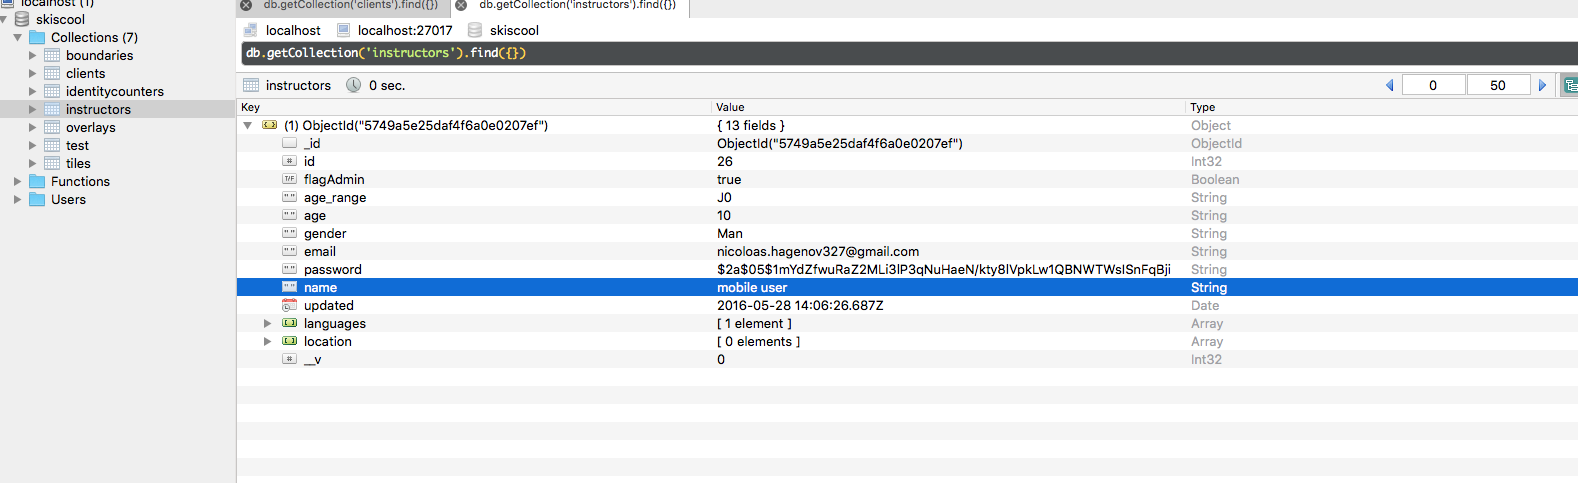 localhost (1)
skiscool
Collections (7)
boundaries
clients
identitycounters
instructors
overlays
test
tiles
Functions
Users
db.getCollection('clients').find({})
db.getCollection('instructors').find({})
localhost localhost:27017 skiscool
db.getCollection('instructors').find({})
instructors 0 sec. 0 50
Key Value Type
(1) ObjectId("5749a5e25daf4f6a0e0207ef") { 13 fields } Object
_id ObjectId("5749a5e25daf4f6a0e0207ef") ObjectId
# id 26 Int32
T/F flagAdmin true Boolean
" " age_range J0 String
" " age 10 String
" " gender Man String
" " email nicoloas.hagenov327@gmail.com String
" " password $2a$05$1mYdZfwuRaZ2MLi3lP3qNuHaeN/kty8lVpkLw1QBNWTWsISnFqBji String
" " name mobile user String
updated 2016-05-28 14:06:26.687Z Date
languages [ 1 element ] Array
location [ 0 elements ] Array
# __v 0 Int32